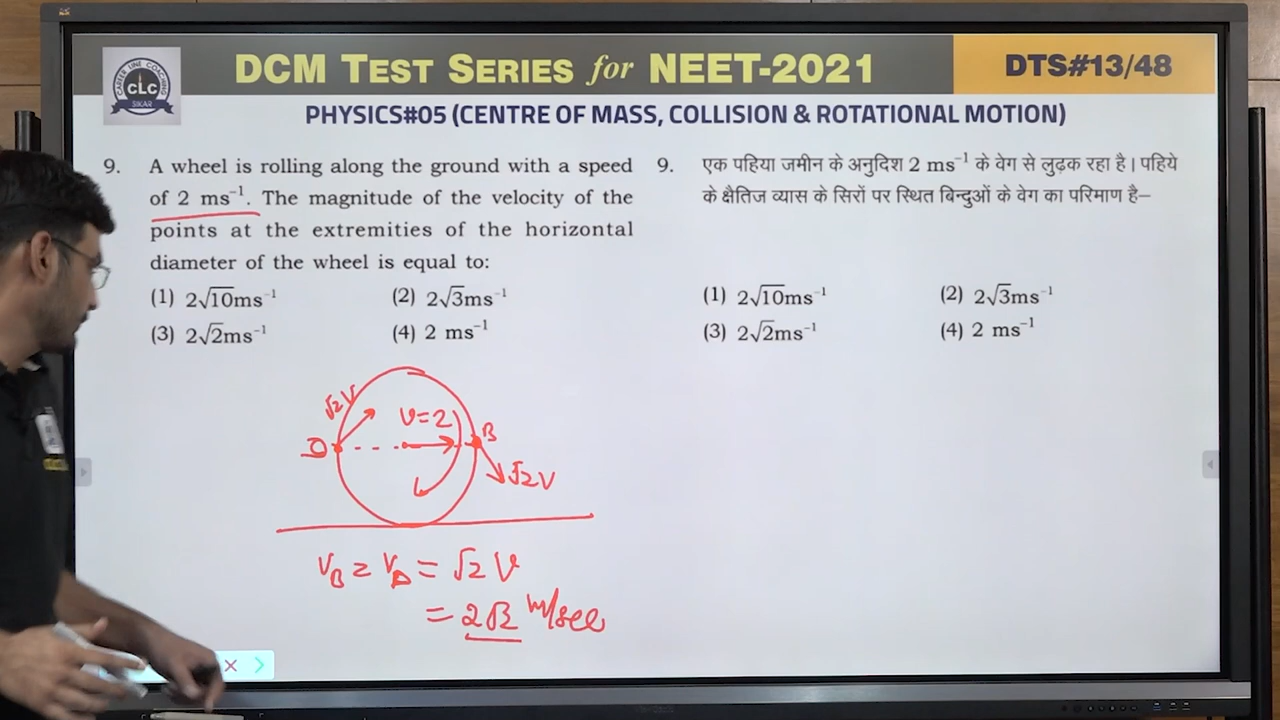 CAREER LINE COACHING
CLC
SIKAR
DCM TEST SERIES for NEET-2021
DTS#13/48
PHYSICS#05 (CENTRE OF MASS, COLLISION & ROTATIONAL MOTION)
9. A wheel is rolling along the ground with a speed
of 2 ms⁻¹. The magnitude of the velocity of the
points at the extremities of the horizontal
diameter of the wheel is equal to:
(1) 2√10ms⁻¹ (2) 2√3ms⁻¹
(3) 2√2ms⁻¹ (4) 2 ms⁻¹
9. एक पहिया जमीन के अनुदिश 2 ms⁻¹ के वेग से लुढ़क रहा है। पहिये
के क्षैतिज व्यास के सिरों पर स्थित बिन्दुओं के वेग का परिमाण है–
(1) 2√10ms⁻¹ (2) 2√3ms⁻¹
(3) 2√2ms⁻¹ (4) 2 ms⁻¹
√2V
V=2
B
D
√2V
V_B = V_D = √2 V
= 2√2 m/sec